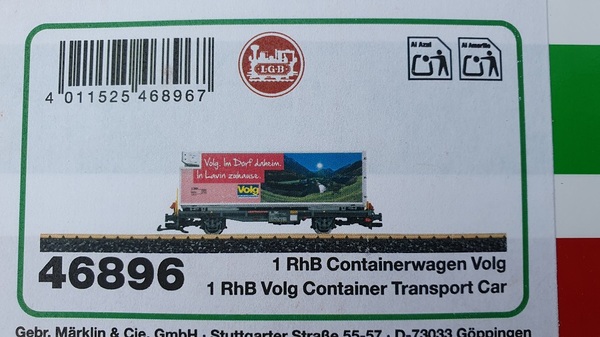 4 011525 468967
LGB
Al Azul
Al Amarillo
Volg. Im Dorf daheim.
In Lavin zuhause.
Volg
46896
1 RhB Containerwagen Volg
1 RhB Volg Container Transport Car
Gebr. Märklin & Cie. GmbH · Stuttgarter Straße 55-57 · D-73033 Göppingen